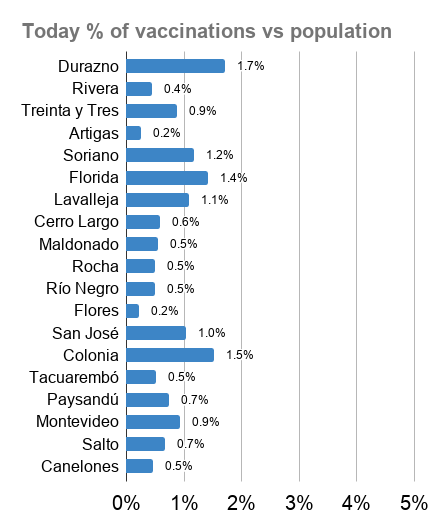 Today % of vaccinations vs population
Durazno 1.7%
Rivera 0.4%
Treinta y Tres 0.9%
Artigas 0.2%
Soriano 1.2%
Florida 1.4%
Lavalleja 1.1%
Cerro Largo 0.6%
Maldonado 0.5%
Rocha 0.5%
Río Negro 0.5%
Flores 0.2%
San José 1.0%
Colonia 1.5%
Tacuarembó 0.5%
Paysandú 0.7%
Montevideo 0.9%
Salto 0.7%
Canelones 0.5%
0% 1% 2% 3% 4% 5%